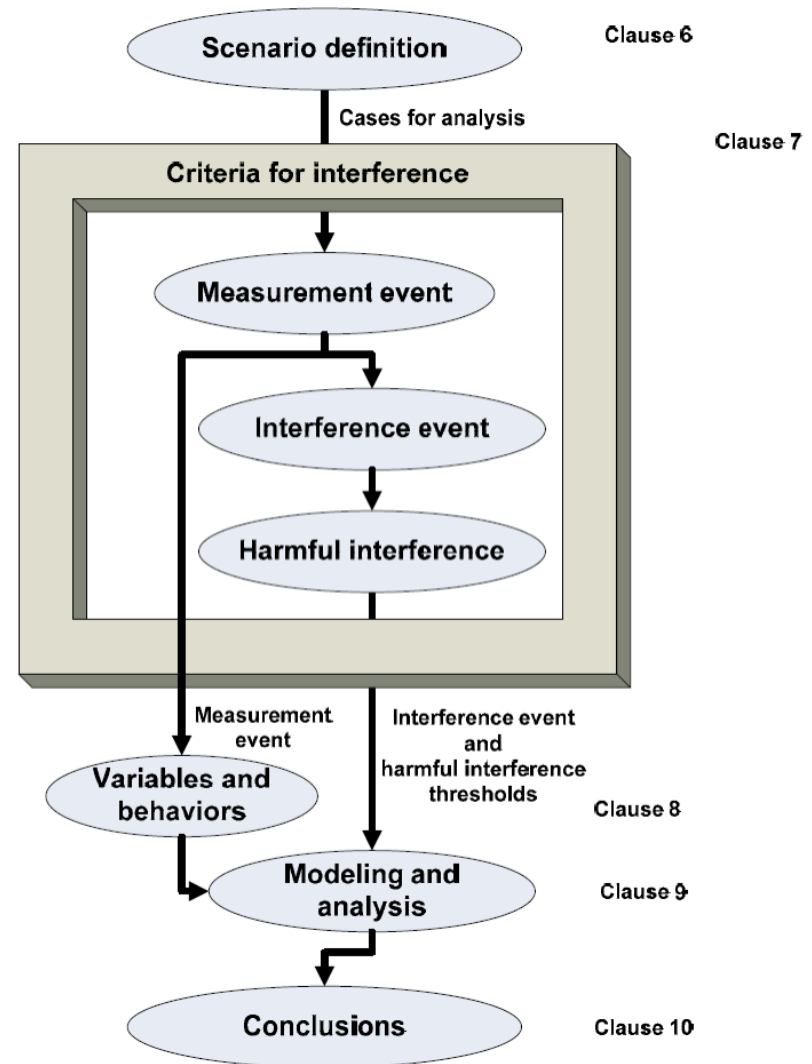 Scenario definition
Clause 6
Cases for analysis
Clause 7
Criteria for interference
Measurement event
Interference event
Harmful interference
Measurement
event
Interference event
and
harmful interference
thresholds
Variables and
behaviors
Clause 8
Modeling and
analysis
Clause 9
Conclusions
Clause 10